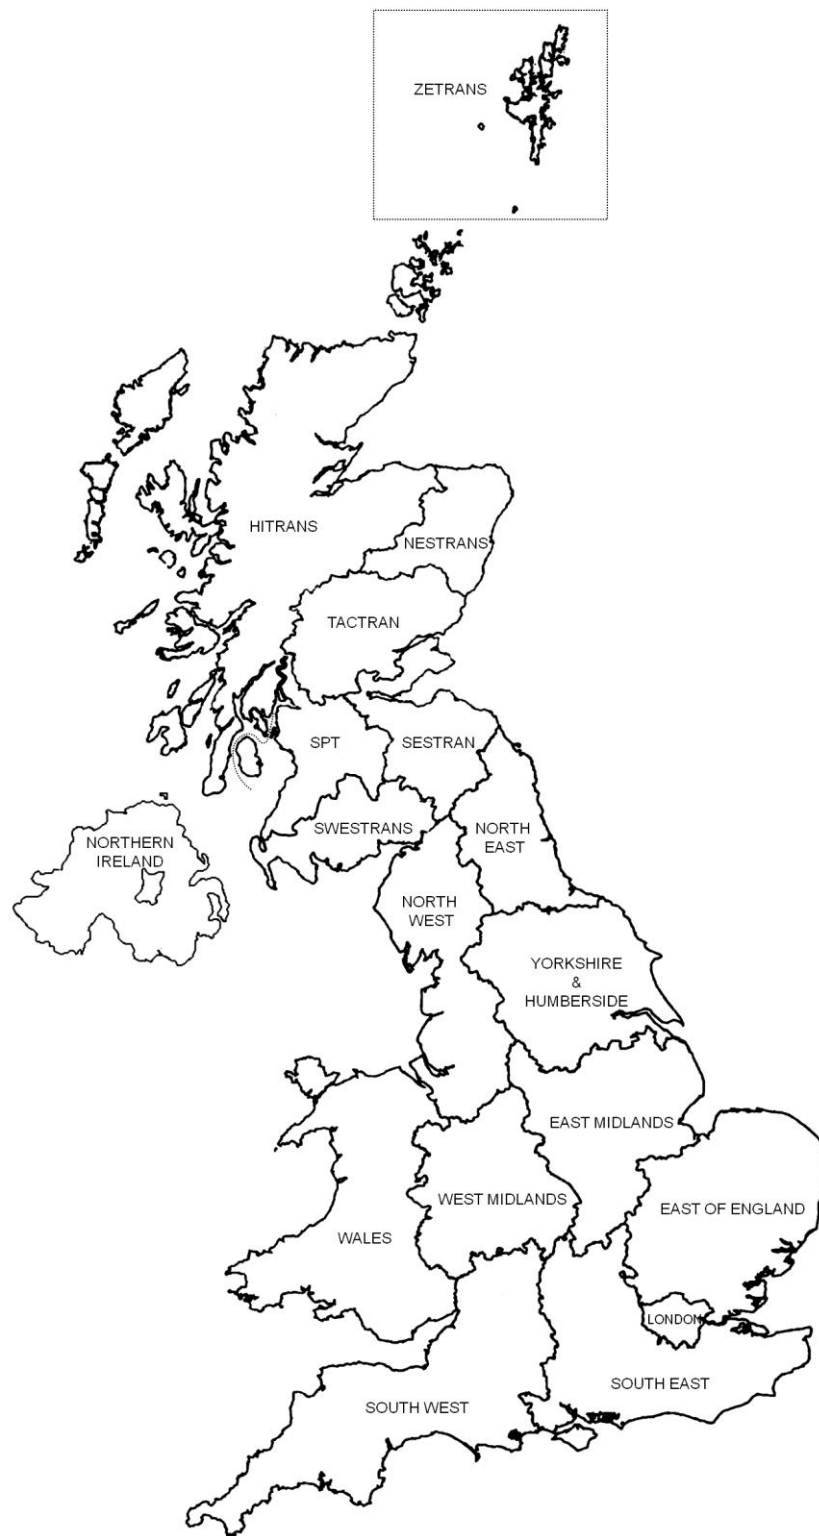 ZETRANS
HITRANS
NESTRANS
TACTRAN
SPT
SESTRAN
SWESTRANS
NORTHERN
IRELAND
NORTH
EAST
NORTH
WEST
YORKSHIRE
&
HUMBERSIDE
EAST MIDLANDS
WEST MIDLANDS
EAST OF ENGLAND
WALES
LONDON
SOUTH EAST
SOUTH WEST